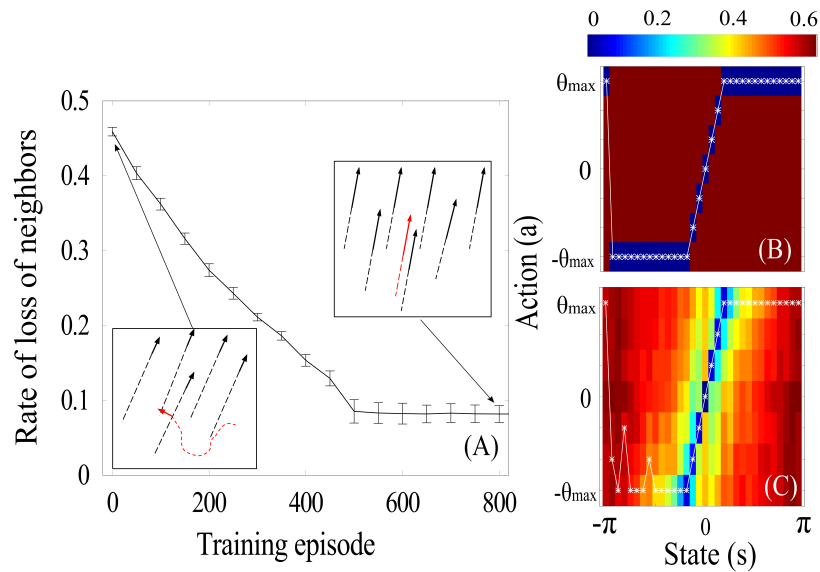 0 0.2 0.4 0.6
0.5
0.4
0.3
0.2
0.1
0
0 200 400 600 800
Rate of loss of neighbors
Training episode
(A)
Action (a)
θmax
0
-θmax
(B)
θmax
0
-θmax
(C)
-π 0 π
State (s)